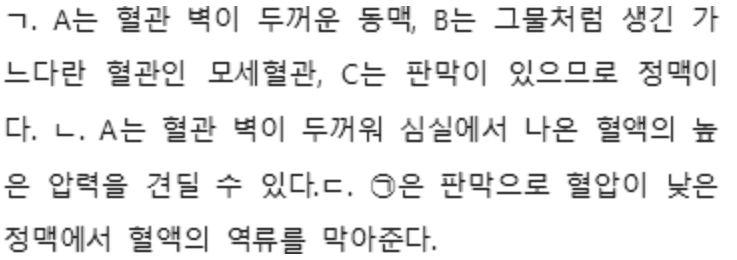 ㄱ. A는 혈관 벽이 두꺼운 동맥, B는 그물처럼 생긴 가
느다란 혈관인 모세혈관, C는 판막이 있으므로 정맥이
다. ㄴ. A는 혈관 벽이 두꺼워 심실에서 나온 혈액의 높
은 압력을 견딜 수 있다.ㄷ. ㉠은 판막으로 혈압이 낮은
정맥에서 혈액의 역류를 막아준다.